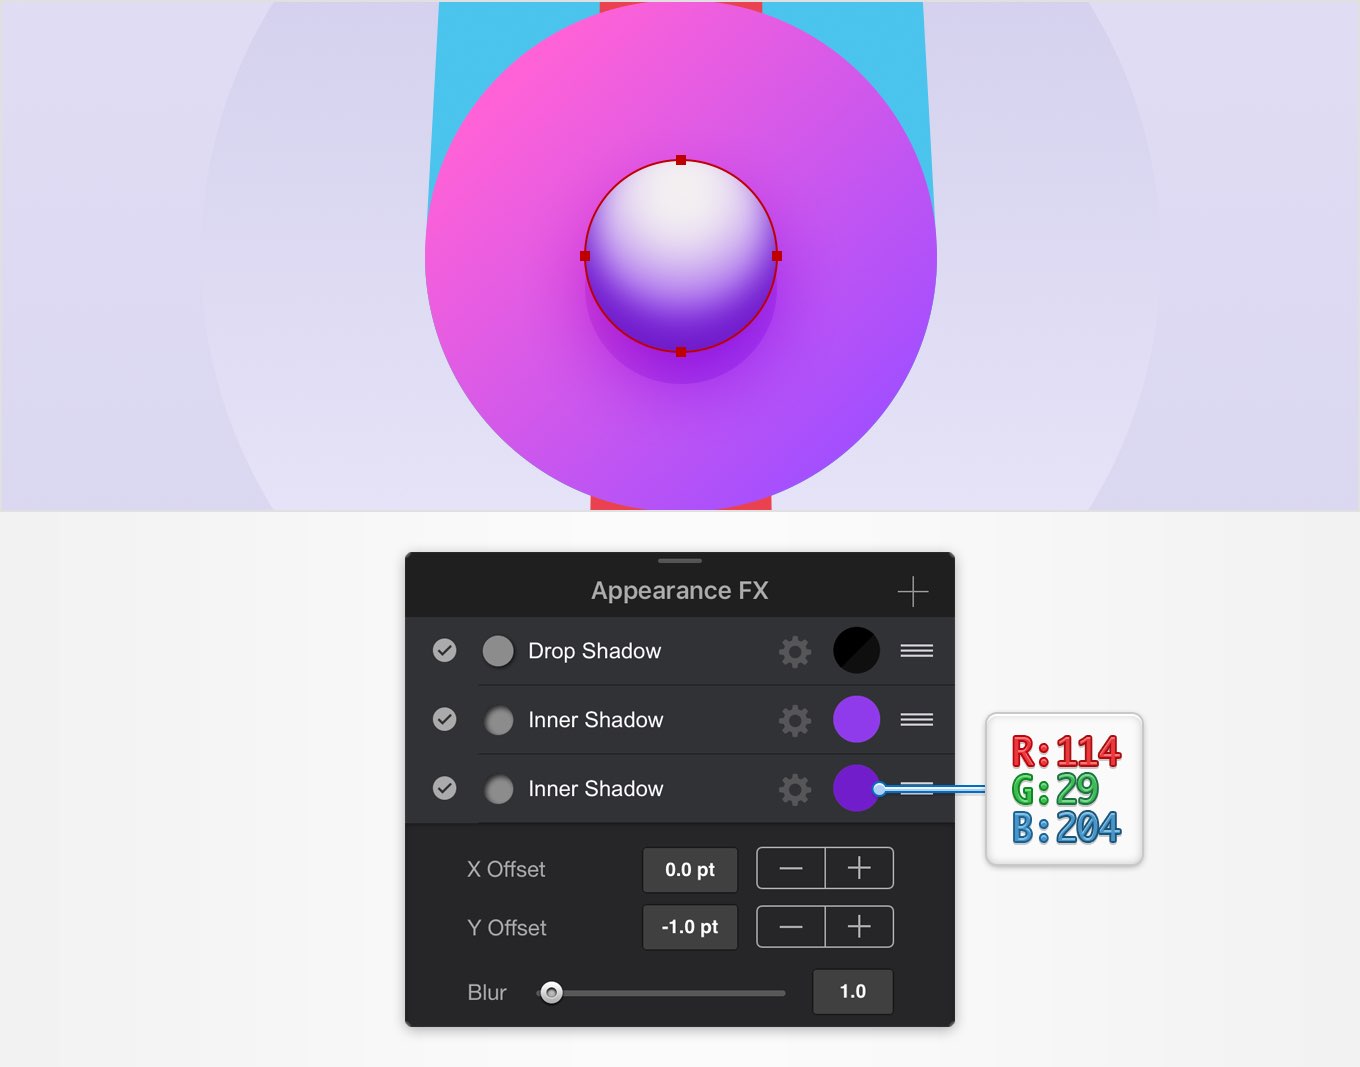 Appearance FX
Drop Shadow
Inner Shadow
Inner Shadow
R:114
G:29
B:204
X Offset 0.0 pt
Y Offset -1.0 pt
Blur 1.0